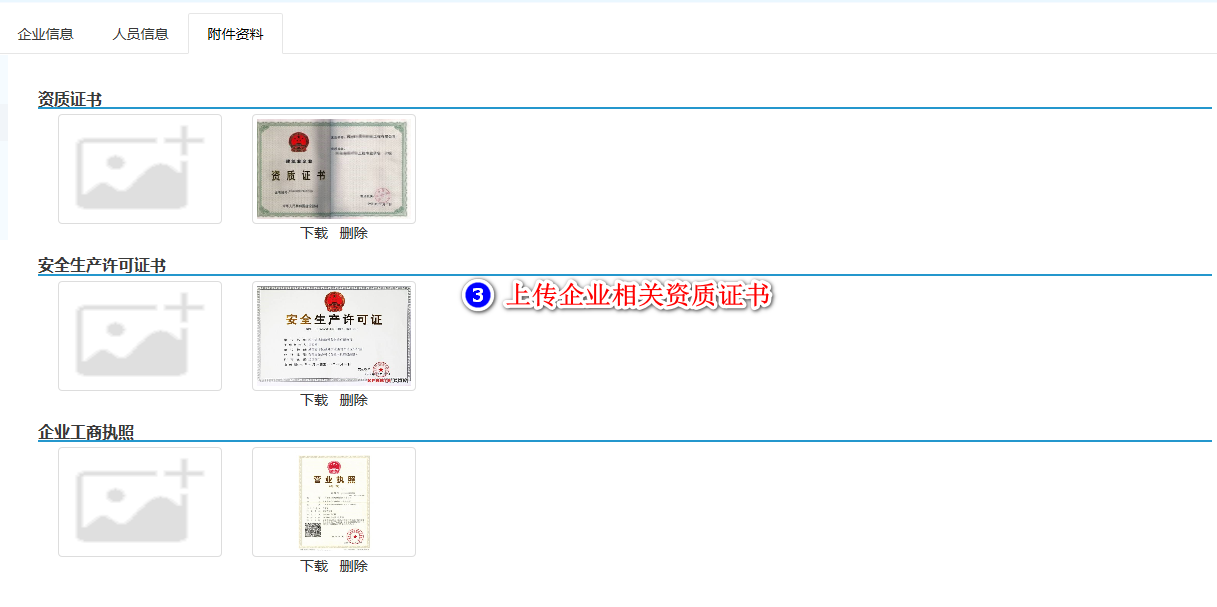 企业信息
人员信息
附件资料
资质证书
资质证书
下载 删除
安全生产许可证书
安全生产许可证
下载 删除
③ 上传企业相关资质证书
企业工商执照
营业执照
下载 删除